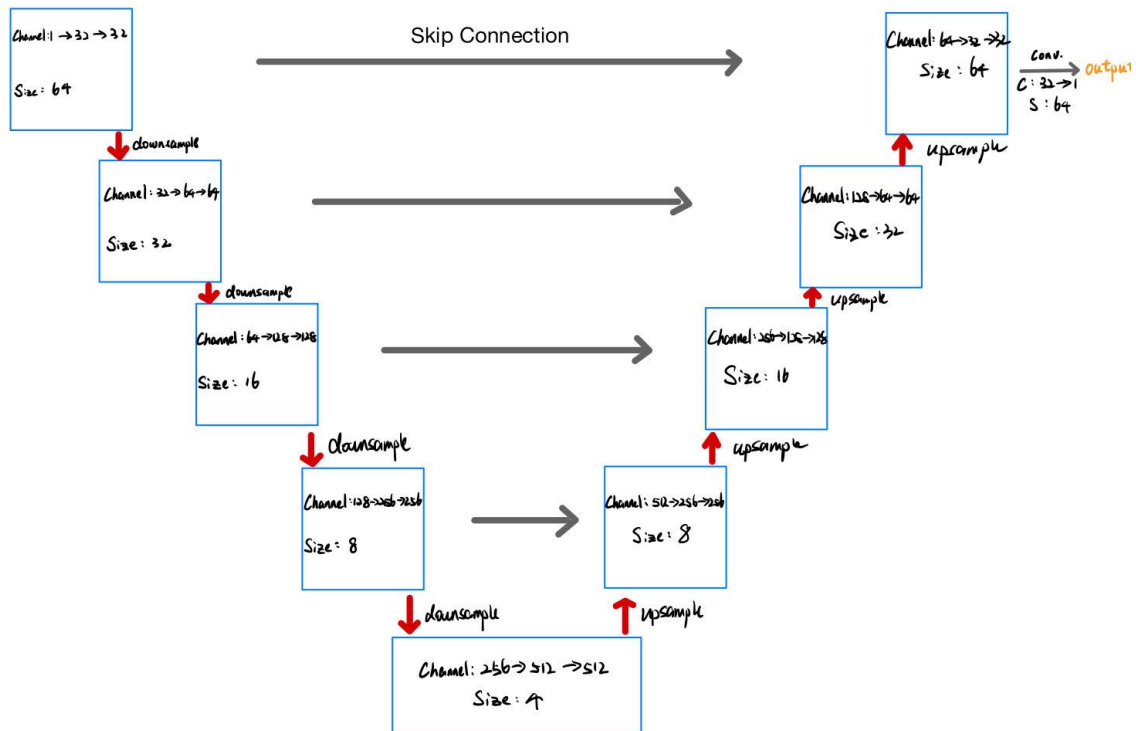 Channel: 1 → 32 → 32
Size: 64
Skip Connection
Channel: 64→32→32
Size: 64
Conv.
C: 32→1
S: 64
output
downsample
upsample
Channel: 32→64→64
Size: 32
Channel: 128→64→64
Size: 32
downsample
upsample
Channel: 64→128→128
Size: 16
Channel: 256→128→128
Size: 16
downsample
upsample
Channel: 128→256→256
Size: 8
Channel: 512→256→256
Size: 8
downsample
upsample
Channel: 256→512→512
Size: 4